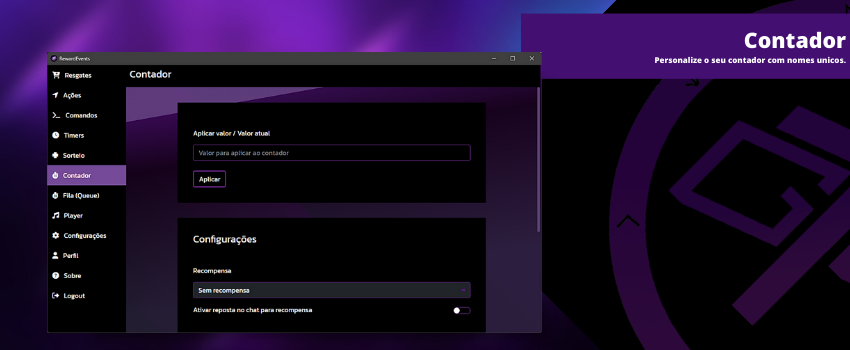 Contador
Personalize o seu contador com nomes unicos.
RewardEvents
Resgates
Ações
Comandos
Timers
Sorteio
Contador
Fila (Queue)
Player
Configurações
Perfil
Sobre
Logout
Contador
Aplicar valor / Valor atual
Valor para aplicar ao contador
Aplicar
Configurações
Recompensa
Sem recompensa
Ativar reposta no chat para recompensa